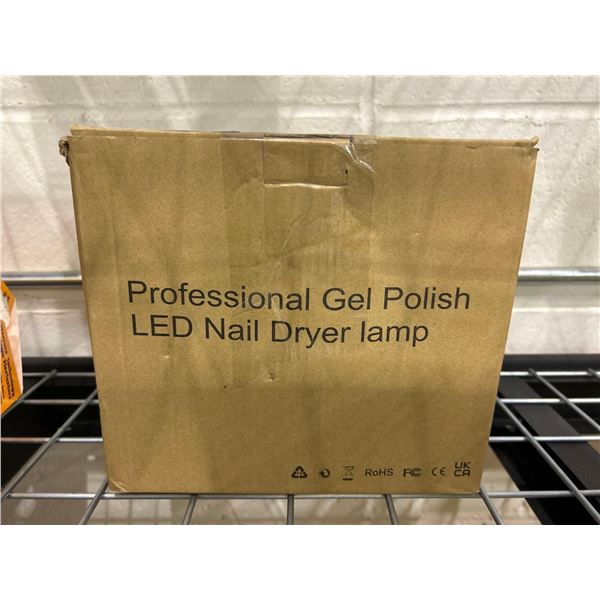 Professional Gel Polish
LED Nail Dryer lamp
RoHS FC CE UK
CA